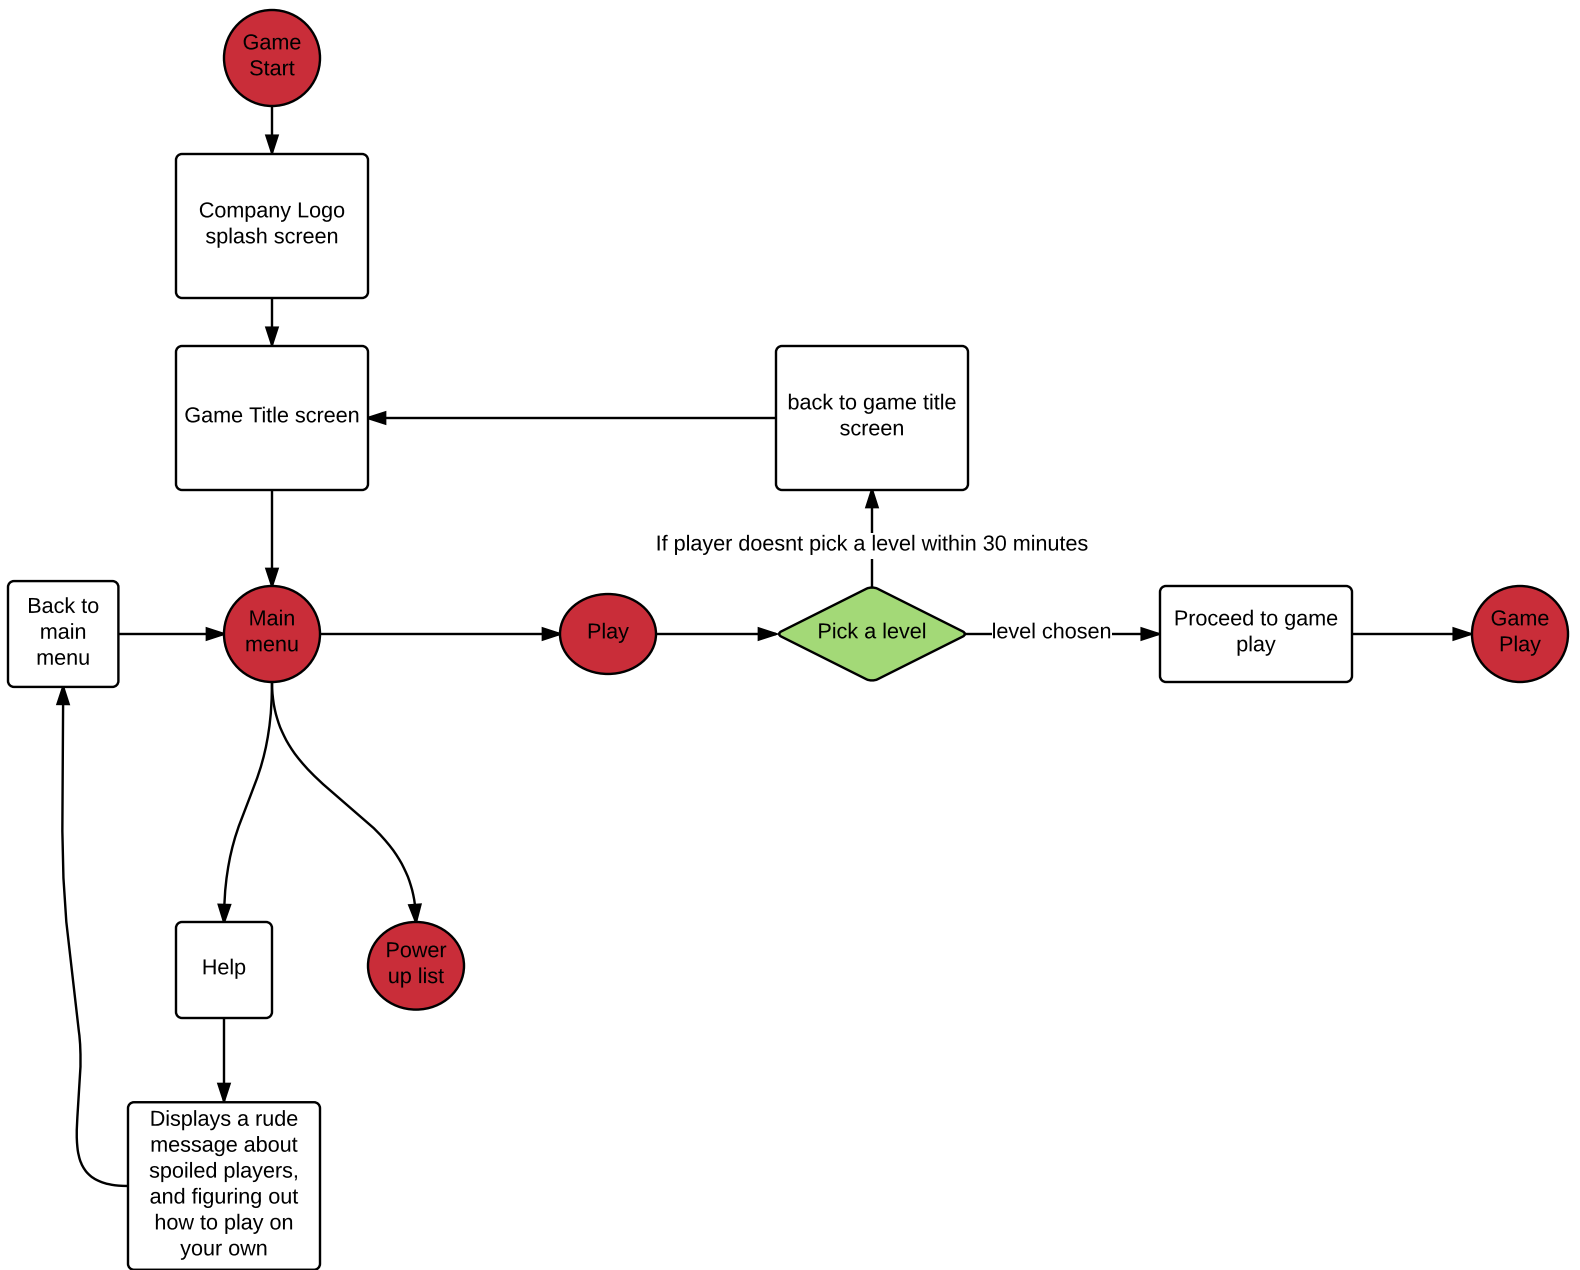 Game
Start
Company Logo
splash screen
Game Title screen
back to game title
screen
If player doesnt pick a level within 30 minutes
Back to
main
menu
Main
menu
Play
Pick a level
level chosen
Proceed to game
play
Game
Play
Help
Power
up list
Displays a rude
message about
spoiled players,
and figuring out
how to play on
your own